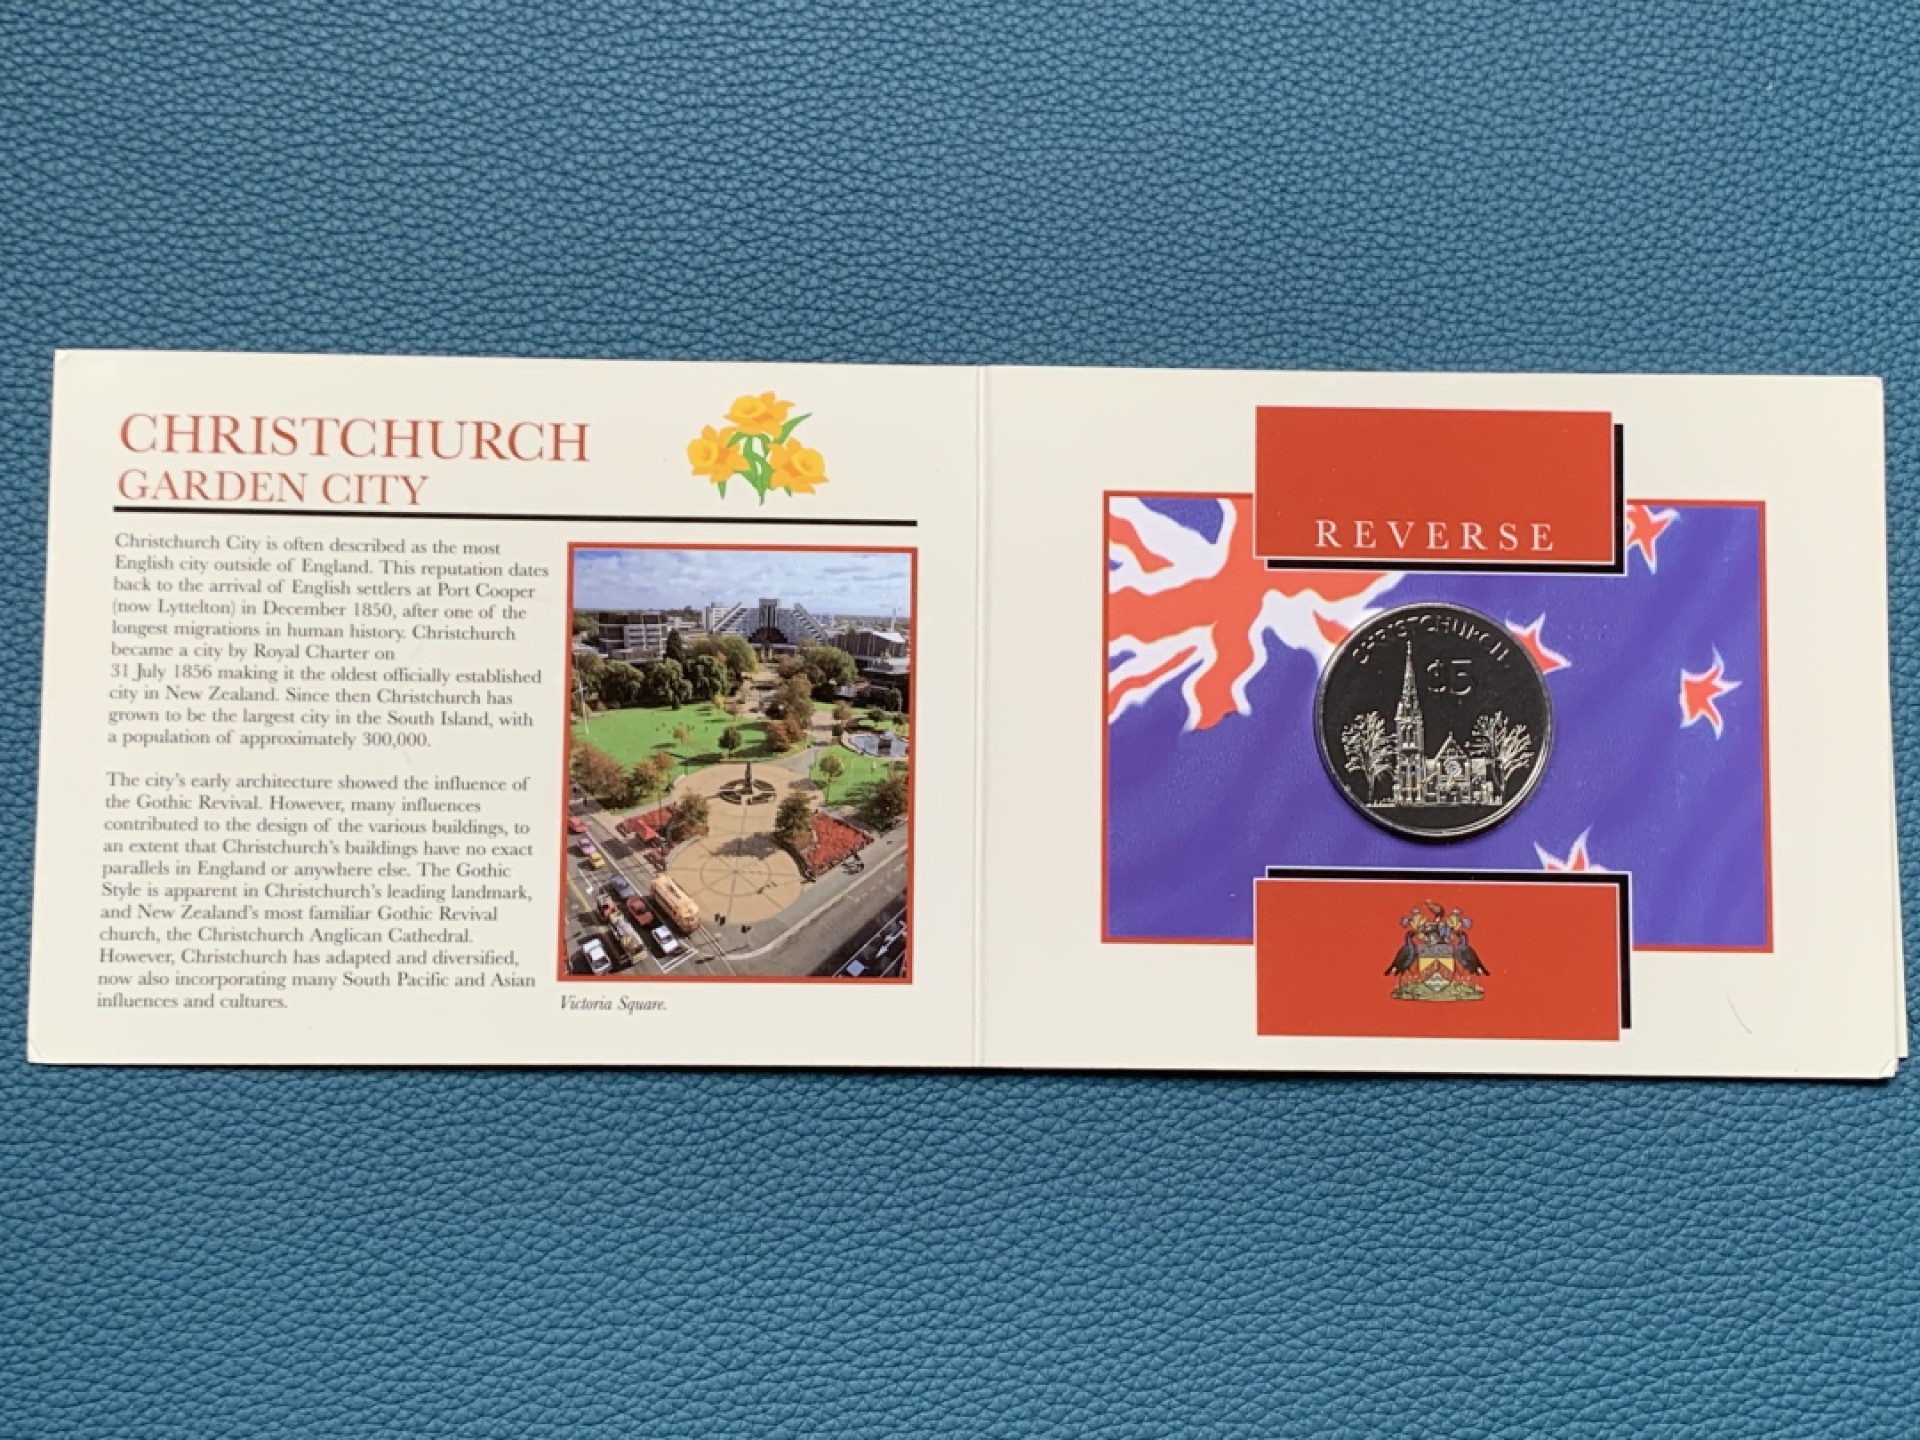 CHRISTCHURCH
GARDEN CITY
Christchurch City is often described as the most
English city outside of England. This reputation dates
back to the arrival of English settlers at Port Cooper
(now Lyttelton) in December 1850, after one of the
longest migrations in human history. Christchurch
became a city by Royal Charter on
31 July 1856 making it the oldest officially established
city in New Zealand. Since then Christchurch has
grown to be the largest city in the South Island, with
a population of approximately 300,000.
The city's early architecture showed the influence of
the Gothic Revival. However, many influences
contributed to the design of the various buildings, to
an extent that Christchurch's buildings have no exact
parallels in England or anywhere else. The Gothic
Style is apparent in Christchurch's leading landmark,
and New Zealand's most familiar Gothic Revival
church, the Christchurch Anglican Cathedral.
However, Christchurch has adapted and diversified,
now also incorporating many South Pacific and Asian
influences and cultures.
Victoria Square.
REVERSE
CHRISTCHURCH
$5